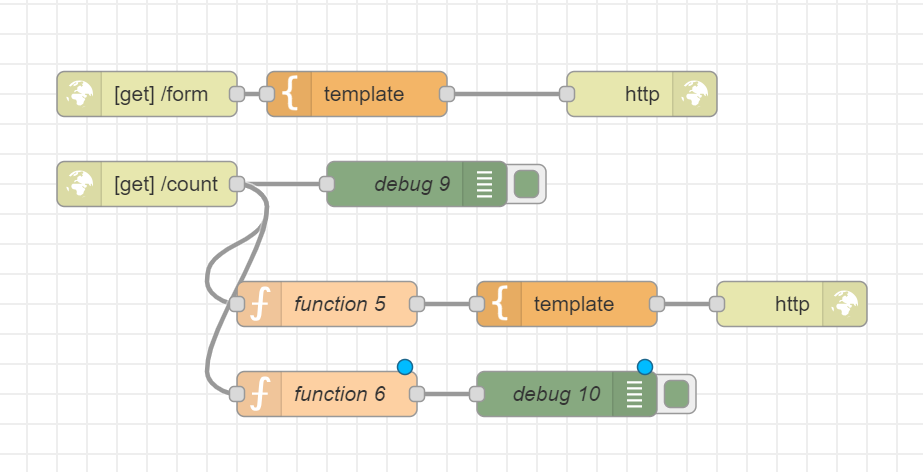 [get] /form
template
http
[get] /count
debug 9
function 5
template
http
function 6
debug 10